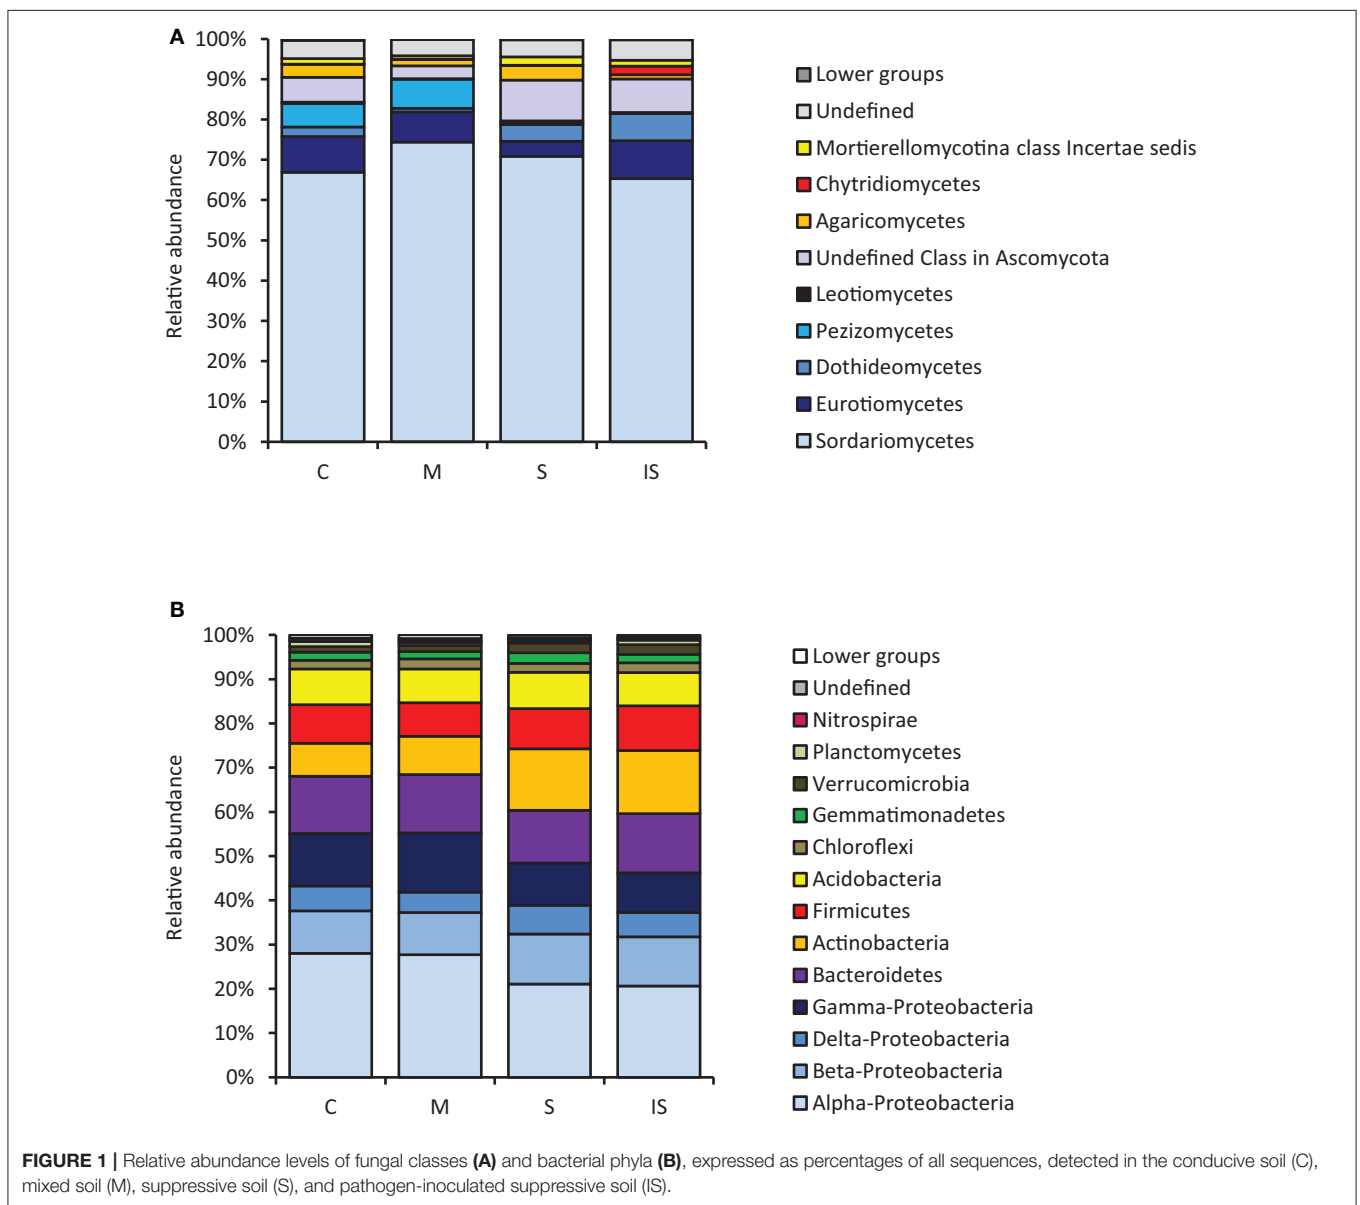 A
100%
90%
80%
70%
60%
50%
40%
30%
20%
10%
0%
Relative abundance
C M S IS
Lower groups
Undefined
Mortierellomycotina class Incertae sedis
Chytridiomycetes
Agaricomycetes
Undefined Class in Ascomycota
Leotiomycetes
Pezizomycetes
Dothideomycetes
Eurotiomycetes
Sordariomycetes
B
100%
90%
80%
70%
60%
50%
40%
30%
20%
10%
0%
Relative abundance
C M S IS
Lower groups
Undefined
Nitrospirae
Planctomycetes
Verrucomicrobia
Gemmatimonadetes
Chloroflexi
Acidobacteria
Firmicutes
Actinobacteria
Bacteroidetes
Gamma-Proteobacteria
Delta-Proteobacteria
Beta-Proteobacteria
Alpha-Proteobacteria
FIGURE 1 | Relative abundance levels of fungal classes (A) and bacterial phyla (B), expressed as percentages of all sequences, detected in the conducive soil (C),
mixed soil (M), suppressive soil (S), and pathogen-inoculated suppressive soil (IS).